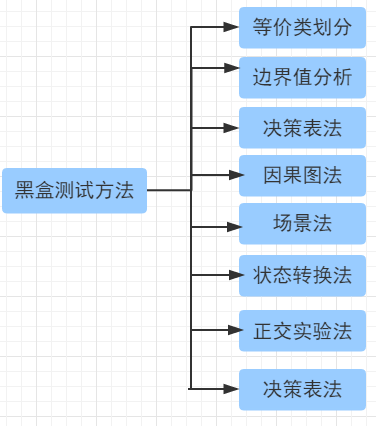 黑盒测试方法
等价类划分
边界值分析
决策表法
因果图法
场景法
状态转换法
正交实验法
决策表法